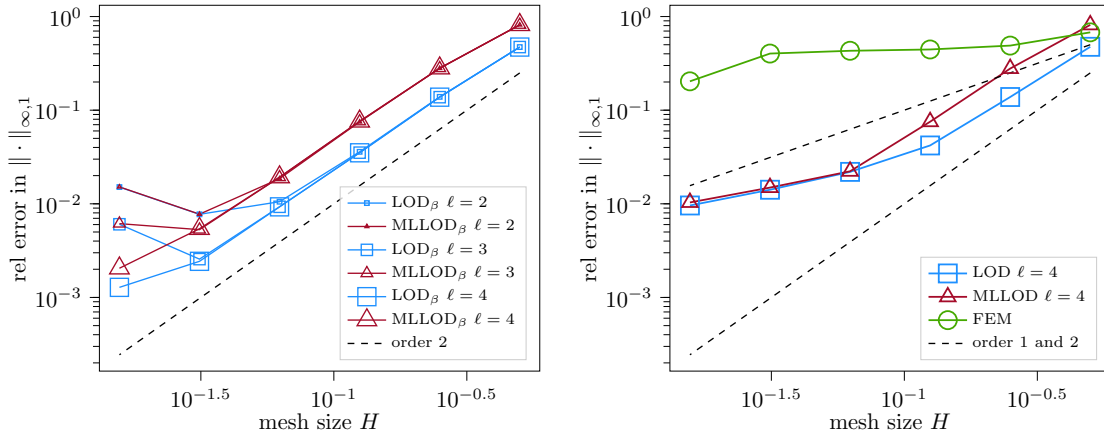 10^0
10^{-1}
10^{-2}
10^{-3}
rel error in ‖ · ‖_{∞,1}
LOD_β ℓ = 2
MLLOD_β ℓ = 2
LOD_β ℓ = 3
MLLOD_β ℓ = 3
LOD_β ℓ = 4
MLLOD_β ℓ = 4
order 2
10^{-1.5} 10^{-1} 10^{-0.5}
mesh size H
10^0
10^{-1}
10^{-2}
10^{-3}
rel error in ‖ · ‖_{∞,1}
LOD ℓ = 4
MLLOD ℓ = 4
FEM
order 1 and 2
10^{-1.5} 10^{-1} 10^{-0.5}
mesh size H